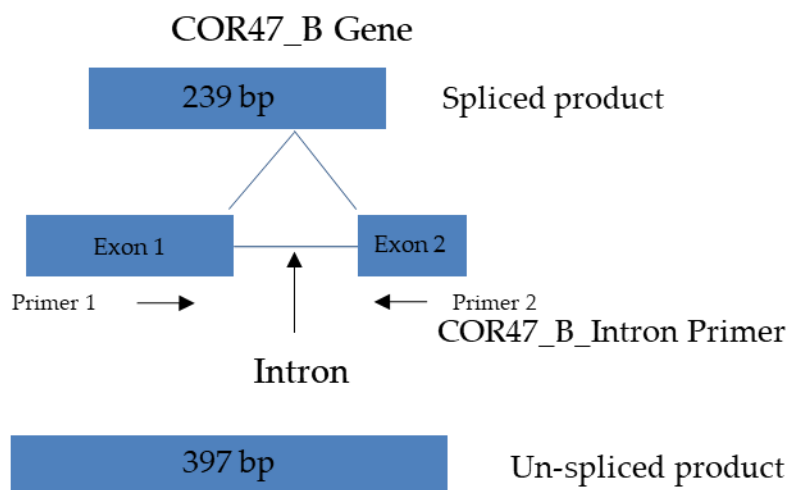 COR47_B Gene
239 bp
Spliced product
Exon 1
Exon 2
Primer 1
Primer 2
COR47_B_Intron Primer
Intron
397 bp
Un-spliced product